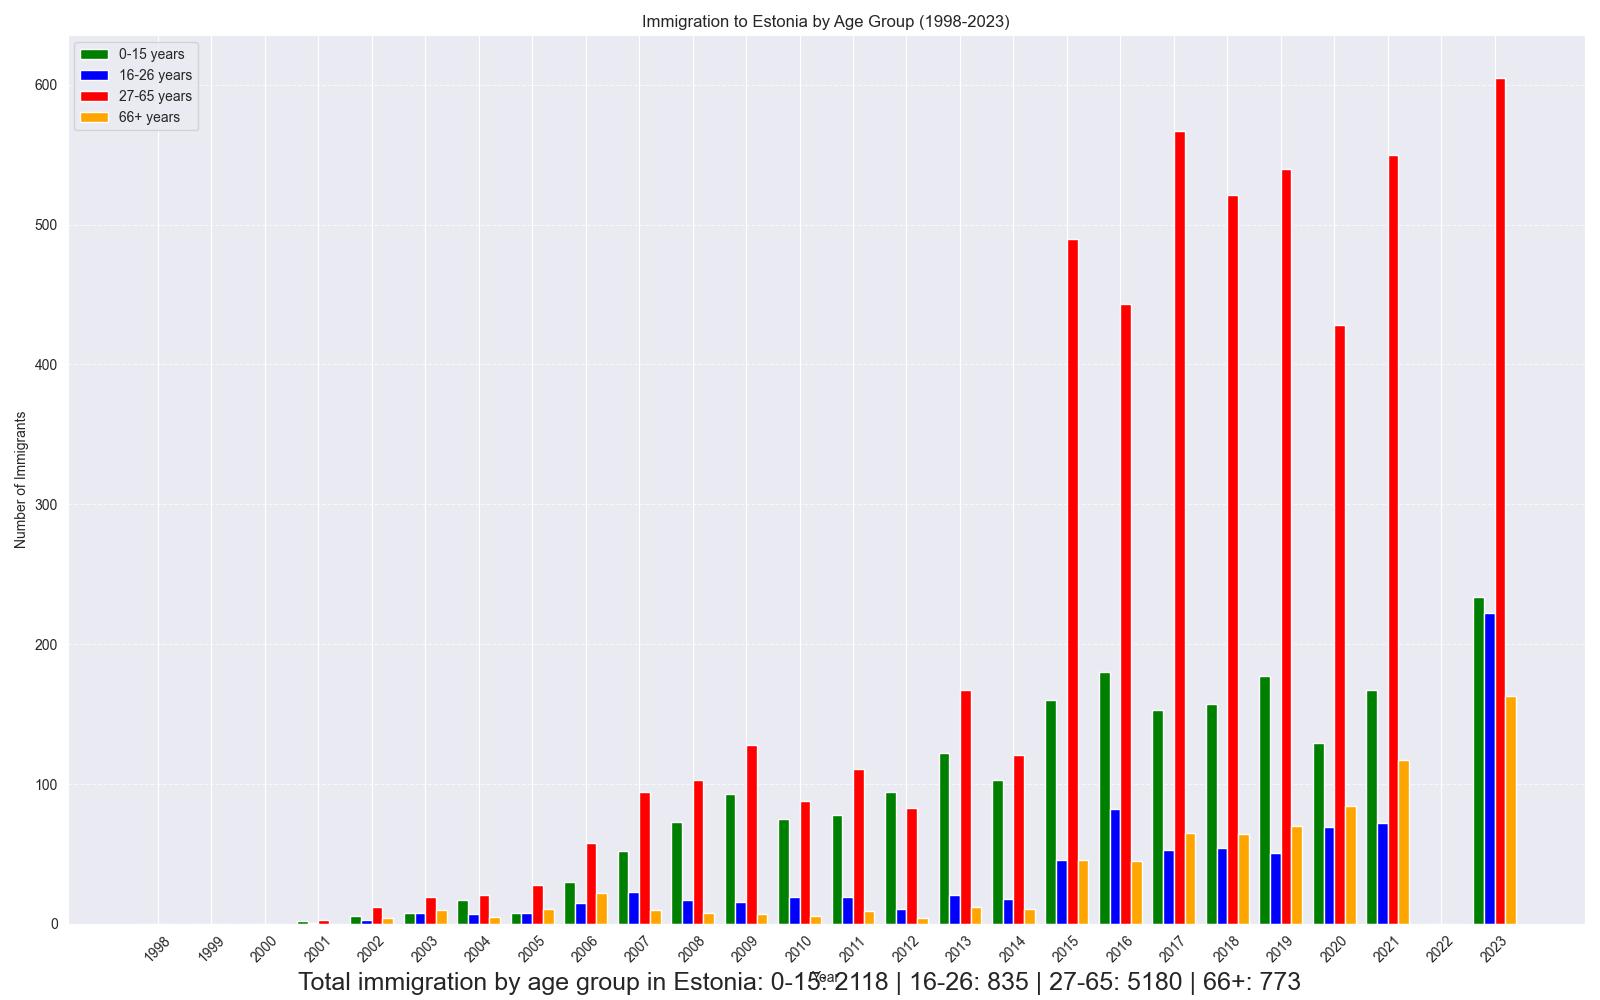 Immigration to Estonia by Age Group (1998-2023)
0-15 years
16-26 years
27-65 years
66+ years
Number of Immigrants
600
500
400
300
200
100
0
1998 1999 2000 2001 2002 2003 2004 2005 2006 2007 2008 2009 2010 2011 2012 2013 2014 2015 2016 2017 2018 2019 2020 2021 2022 2023
Year
Total immigration by age group in Estonia: 0-15: 2118 | 16-26: 835 | 27-65: 5180 | 66+: 773